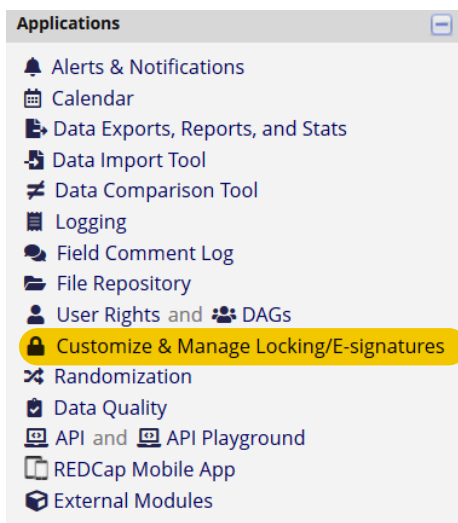 Applications
Alerts & Notifications
Calendar
Data Exports, Reports, and Stats
Data Import Tool
Data Comparison Tool
Logging
Field Comment Log
File Repository
User Rights and DAGs
Customize & Manage Locking/E-signatures
Randomization
Data Quality
API and API Playground
REDCap Mobile App
External Modules